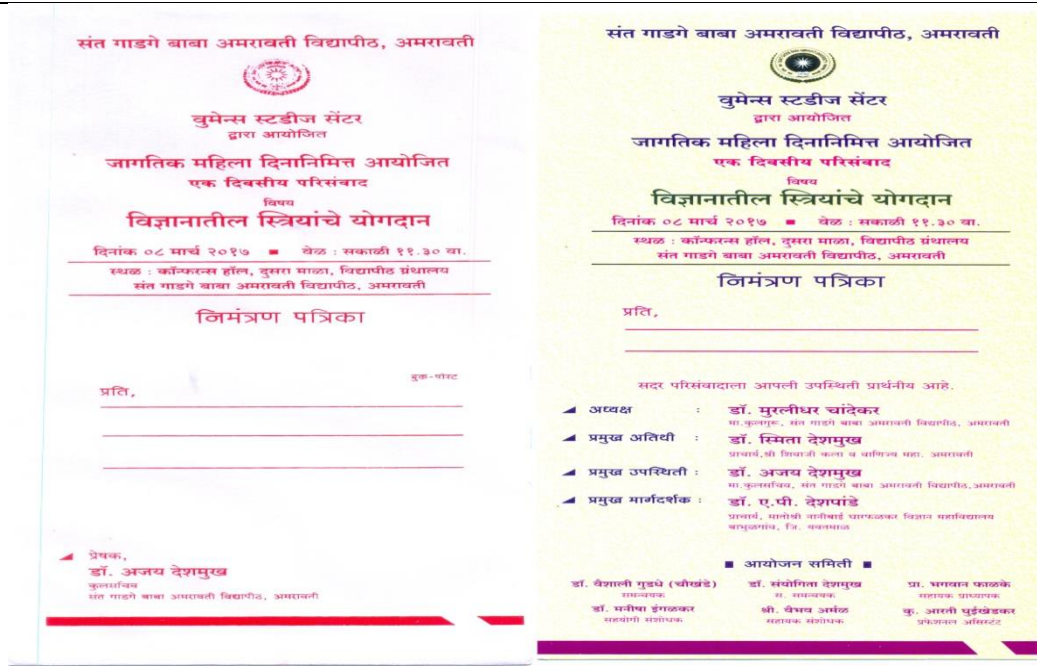 संत गाडगे बाबा अमरावती विद्यापीठ, अमरावती
वुमेन्स स्टडीज सेंटर
द्वारा आयोजित
जागतिक महिला दिनानिमित्त आयोजित
एक दिवसीय परिसंवाद
विषय
विज्ञानातील स्त्रियांचे योगदान
दिनांक ०८ मार्च २०१७ ■ वेळ : सकाळी ११.३० वा.
स्थळ : कॉन्फरन्स हॉल, दुसरा माळा, विद्यापीठ ग्रंथालय
संत गाडगे बाबा अमरावती विद्यापीठ, अमरावती
निमंत्रण पत्रिका
बुक-पोस्ट
प्रति,
प्रेषक,
डॉ. अजय देशमुख
कुलसचिव
संत गाडगे बाबा अमरावती विद्यापीठ, अमरावती
संत गाडगे बाबा अमरावती विद्यापीठ, अमरावती
वुमेन्स स्टडीज सेंटर
द्वारा आयोजित
जागतिक महिला दिनानिमित्त आयोजित
एक दिवसीय परिसंवाद
विषय
विज्ञानातील स्त्रियांचे योगदान
दिनांक ०८ मार्च २०१७ ■ वेळ : सकाळी ११.३० वा.
स्थळ : कॉन्फरन्स हॉल, दुसरा माळा, विद्यापीठ ग्रंथालय
संत गाडगे बाबा अमरावती विद्यापीठ, अमरावती
निमंत्रण पत्रिका
प्रति,
सदर परिसंवादाला आपली उपस्थिती प्रार्थनीय आहे.
अध्यक्ष : डॉ. मुरलीधर चांदेकर
मा.कुलगुरू, संत गाडगे बाबा अमरावती विद्यापीठ, अमरावती
प्रमुख अतिथी : डॉ. स्मिता देशमुख
प्राचार्य,श्री शिवाजी कला व वाणिज्य महा. अमरावती
प्रमुख उपस्थिती : डॉ. अजय देशमुख
मा.कुलसचिव, संत गाडगे बाबा अमरावती विद्यापीठ,अमरावती
प्रमुख मार्गदर्शक : डॉ. ए.पी. देशपांडे
प्राचार्य, मातोश्री नानीबाई घारफळकर विज्ञान महाविद्यालय
बाभुळगांव, जि. यवतमाळ
■ आयोजन समिती ■
डॉ. वैशाली गुडधे (चौखंडे) डॉ. संयोगिता देशमुख प्रा. भगवान फाळके
समन्वयक स. समन्वयक सहायक प्राध्यापक
डॉ. मनीषा इंगळकर श्री. वैभव अर्मळ कु. आरती घुईखेडकर
सहयोगी संशोधक सहायक संशोधक प्रफेशनल असिस्टंट